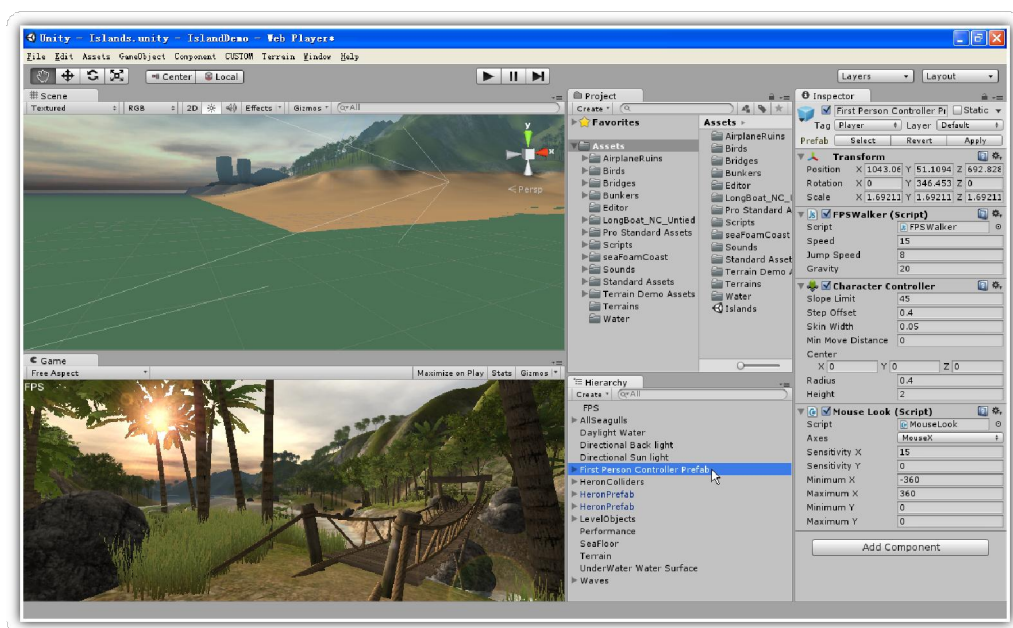 Unity - Islands.unity - IslandDemo - Web Player*
File Edit Assets GameObject Component CUSTOM Terrain Window Help
Center Local Layers Layout
Scene
Textured RGB 2D Effects Gizmos All
y
x
Persp
Game
Free Aspect Maximize on Play Stats Gizmos
FPS
Project
Create
Favorites
Assets
AirplaneRuins
Birds
Bridges
Bunkers
Editor
LongBoat_NC_Untied
Pro Standard Assets
Scripts
seaFoamCoast
Sounds
Standard Assets
Terrain Demo Assets
Terrains
Water
Assets
AirplaneRuins
Birds
Bridges
Bunkers
Editor
LongBoat_NC_
Pro Standard A
Scripts
seaFoamCoast
Sounds
Standard Asset
Terrain Demo
Terrains
Water
Islands
Hierarchy
Create All
FPS
AllSeagulls
Daylight Water
Directional Back light
Directional Sun light
First Person Controller Prefab
HeronColliders
HeronPrefab
HeronPrefab
LevelObjects
Performance
SeaFloor
Terrain
UnderWater Water Surface
Waves
Inspector
First Person Controller Pr Static
Tag Player Layer Default
Prefab Select Revert Apply
Transform
Position X 1043.06 Y 51.1094 Z 692.828
Rotation X 0 Y 346.453 Z 0
Scale X 1.69211 Y 1.69211 Z 1.69211
FPSWalker (Script)
Script FPSWalker
Speed 15
Jump Speed 8
Gravity 20
Character Controller
Slope Limit 45
Step Offset 0.4
Skin Width 0.05
Min Move Distance 0
Center
X 0 Y 0 Z 0
Radius 0.4
Height 2
Mouse Look (Script)
Script MouseLook
Axes MouseX
Sensitivity X 15
Sensitivity Y 0
Minimum X -360
Maximum X 360
Minimum Y 0
Maximum Y 0
Add Component